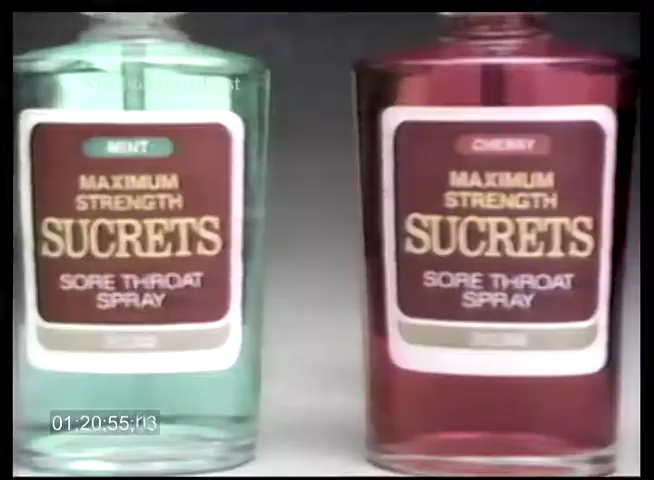 MINT
MAXIMUM
STRENGTH
SUCRETS
SORE THROAT
SPRAY
CHERRY
MAXIMUM
STRENGTH
SUCRETS
SORE THROAT
SPRAY